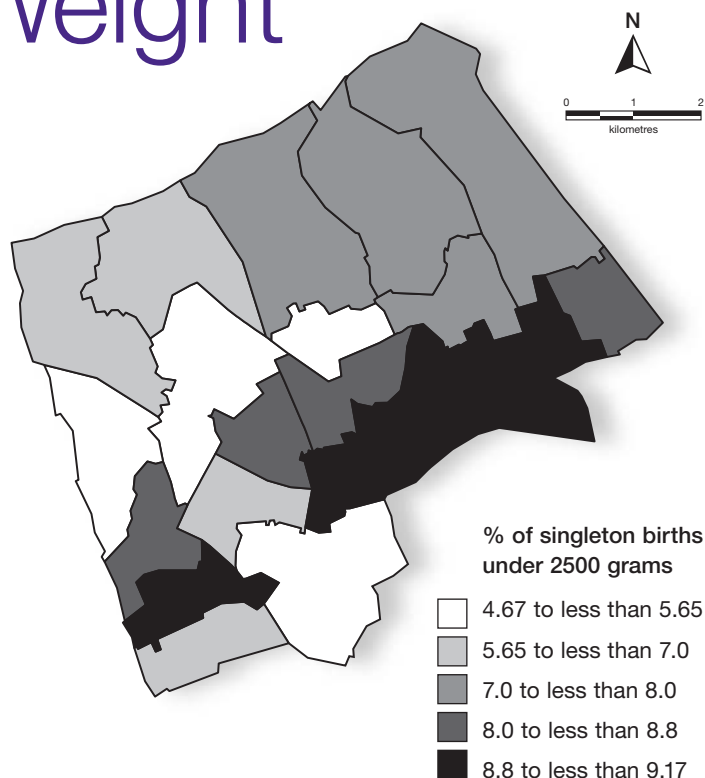 weight
N
0 1 2
kilometres
% of singleton births
under 2500 grams
4.67 to less than 5.65
5.65 to less than 7.0
7.0 to less than 8.0
8.0 to less than 8.8
8.8 to less than 9.17